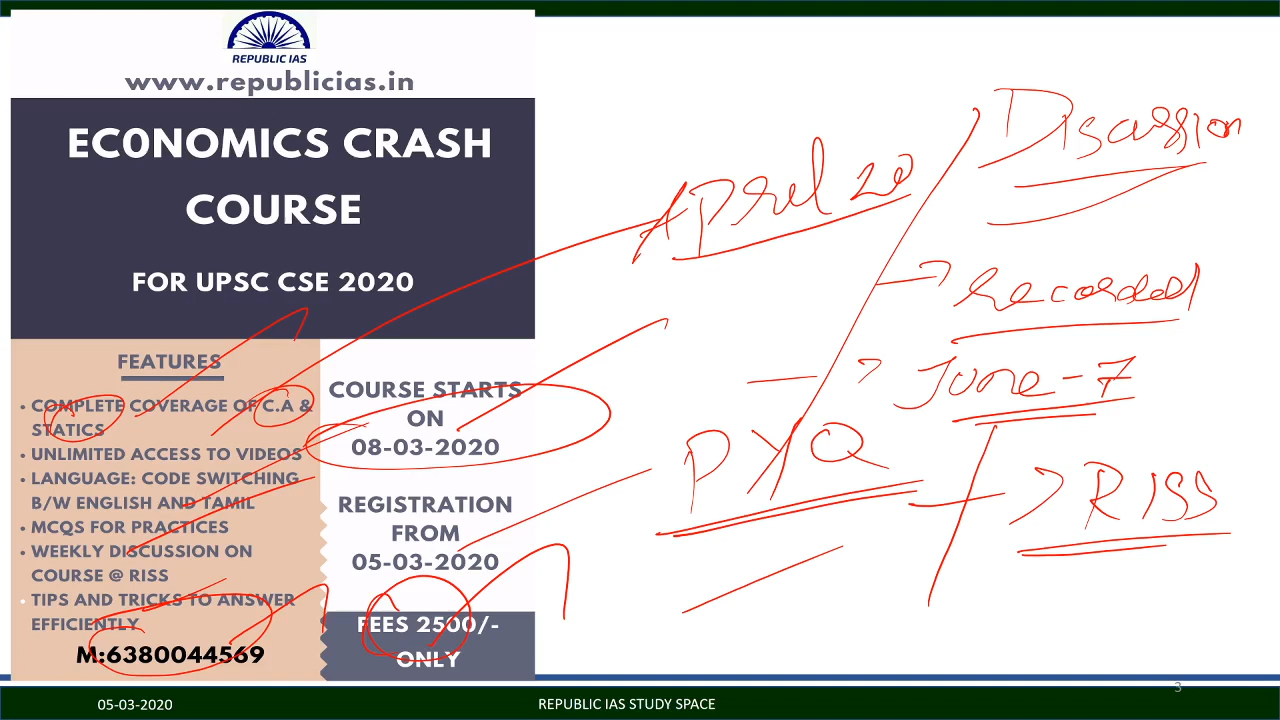 REPUBLIC IAS
www.republicias.in
EC0NOMICS CRASH
COURSE
FOR UPSC CSE 2020
FEATURES
• COMPLETE COVERAGE OF C.A &
STATICS
• UNLIMITED ACCESS TO VIDEOS
• LANGUAGE: CODE SWITCHING
B/W ENGLISH AND TAMIL
• MCQS FOR PRACTICES
• WEEKLY DISCUSSION ON
COURSE @ RISS
• TIPS AND TRICKS TO ANSWER
EFFICIENTLY
M:6380044569
COURSE STARTS
ON
08-03-2020
REGISTRATION
FROM
05-03-2020
FEES 2500/-
ONLY
April 20
PYQ
Discussion
recorded
June-7
RISS
3
05-03-2020
REPUBLIC IAS STUDY SPACE